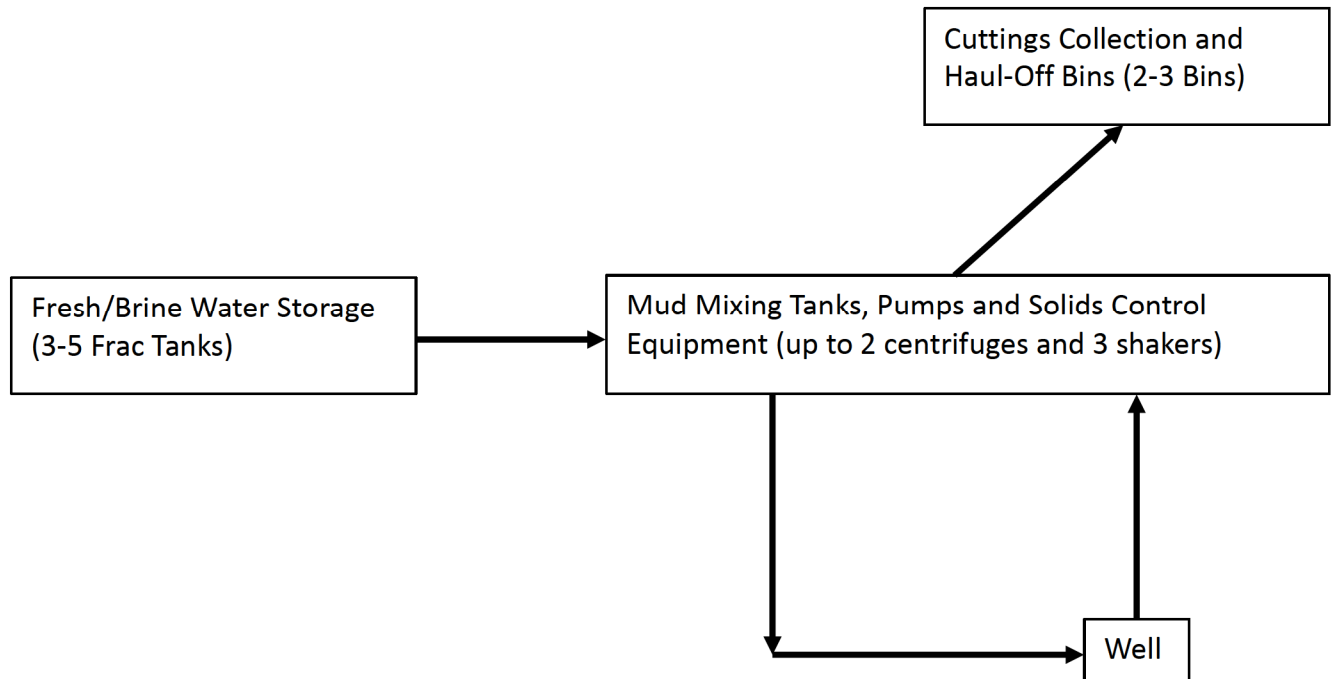 Cuttings Collection and
Haul-Off Bins (2-3 Bins)
Fresh/Brine Water Storage
(3-5 Frac Tanks)
Mud Mixing Tanks, Pumps and Solids Control
Equipment (up to 2 centrifuges and 3 shakers)
Well